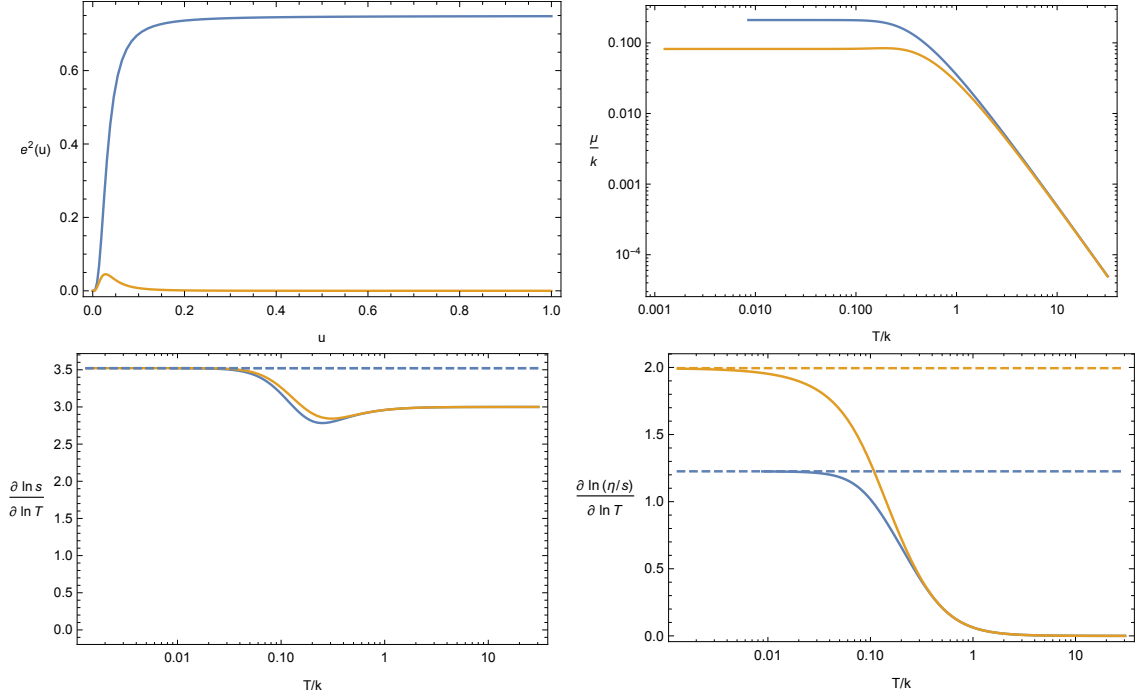 0.0 0.2 0.4 0.6 0.8 1.0
0.0
0.2
0.4
0.6
e²(u)
u
0.001 0.010 0.100 1 10
10⁻⁴
0.001
0.010
0.100
μ/k
T/k
0.01 0.10 1 10
0.0
0.5
1.0
1.5
2.0
2.5
3.0
3.5
∂ ln s
∂ ln T
T/k
0.01 0.10 1 10
0.0
0.5
1.0
1.5
2.0
∂ ln (η/s)
∂ ln T
T/k